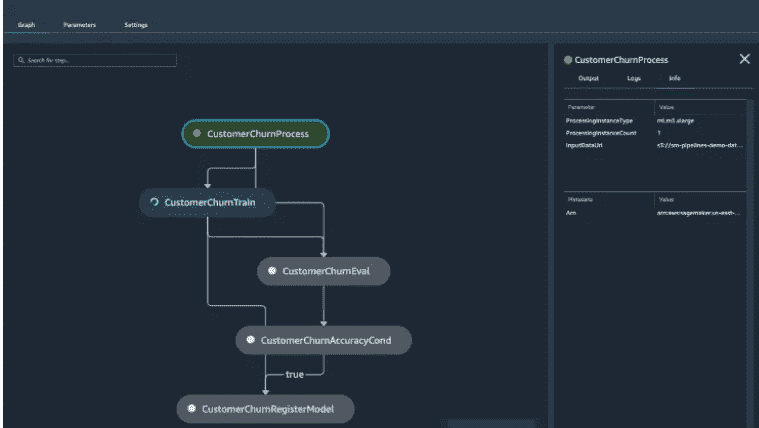 Graph Parameters Settings
Search for step...
CustomerChurnProcess
CustomerChurnTrain
CustomerChurnEval
CustomerChurnAccuracyCond
true
CustomerChurnRegisterModel
CustomerChurnProcess
Output Logs Info
Parameter Value
ProcessingInstanceType ml.m5.xlarge
ProcessingInstanceCount 1
InputDataUrl s3://sm-pipelines-demo-dat...
Metadata Value
Arn arn:aws:sagemaker:us-east-...